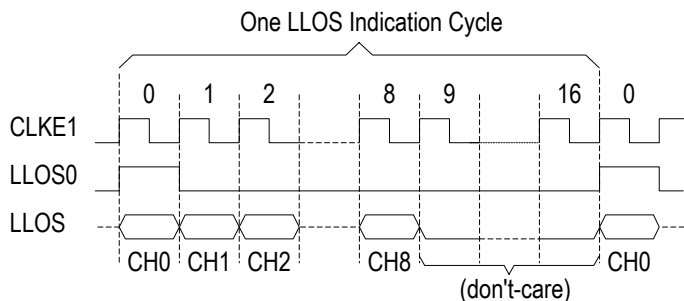 One LLOS Indication Cycle
0 1 2 8 9 16 0
CLKE1
LLOS0
LLOS
CH0 CH1 CH2 CH8 CH0
(don't-care)